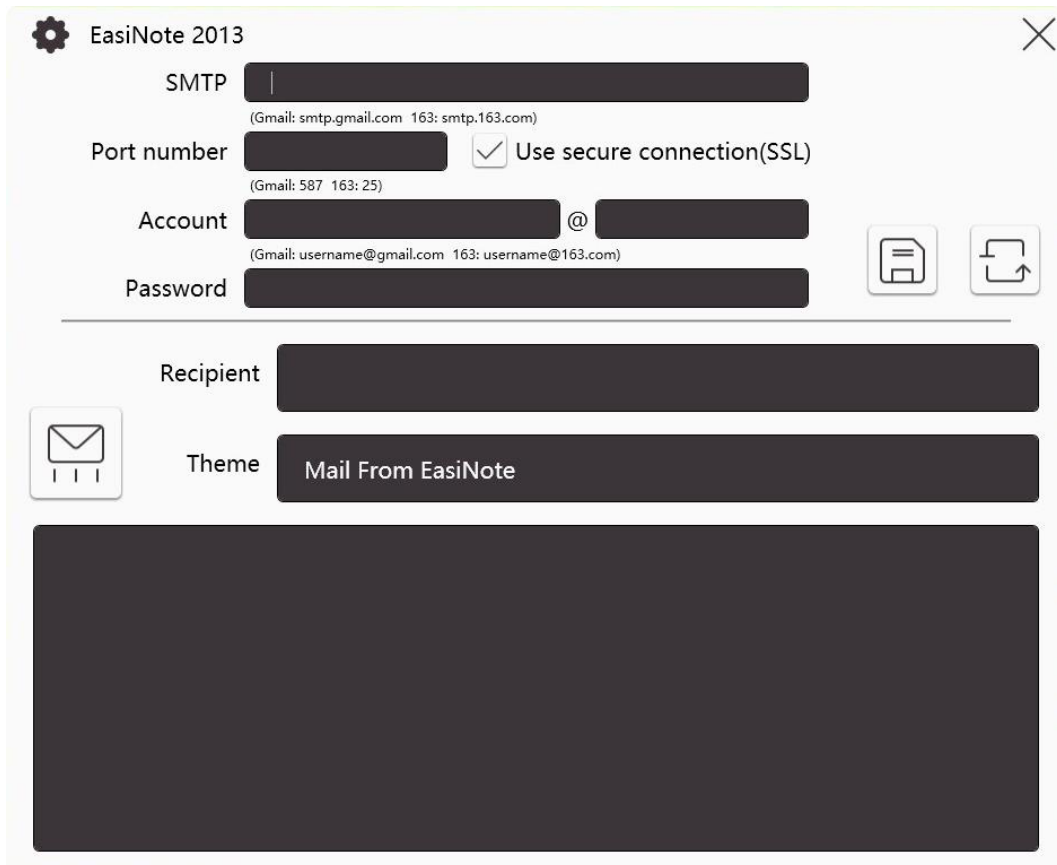 EasiNote 2013
SMTP
(Gmail: smtp.gmail.com 163: smtp.163.com)
Port number Use secure connection(SSL)
(Gmail: 587 163: 25)
Account @
(Gmail: username@gmail.com 163: username@163.com)
Password
Recipient
Theme Mail From EasiNote